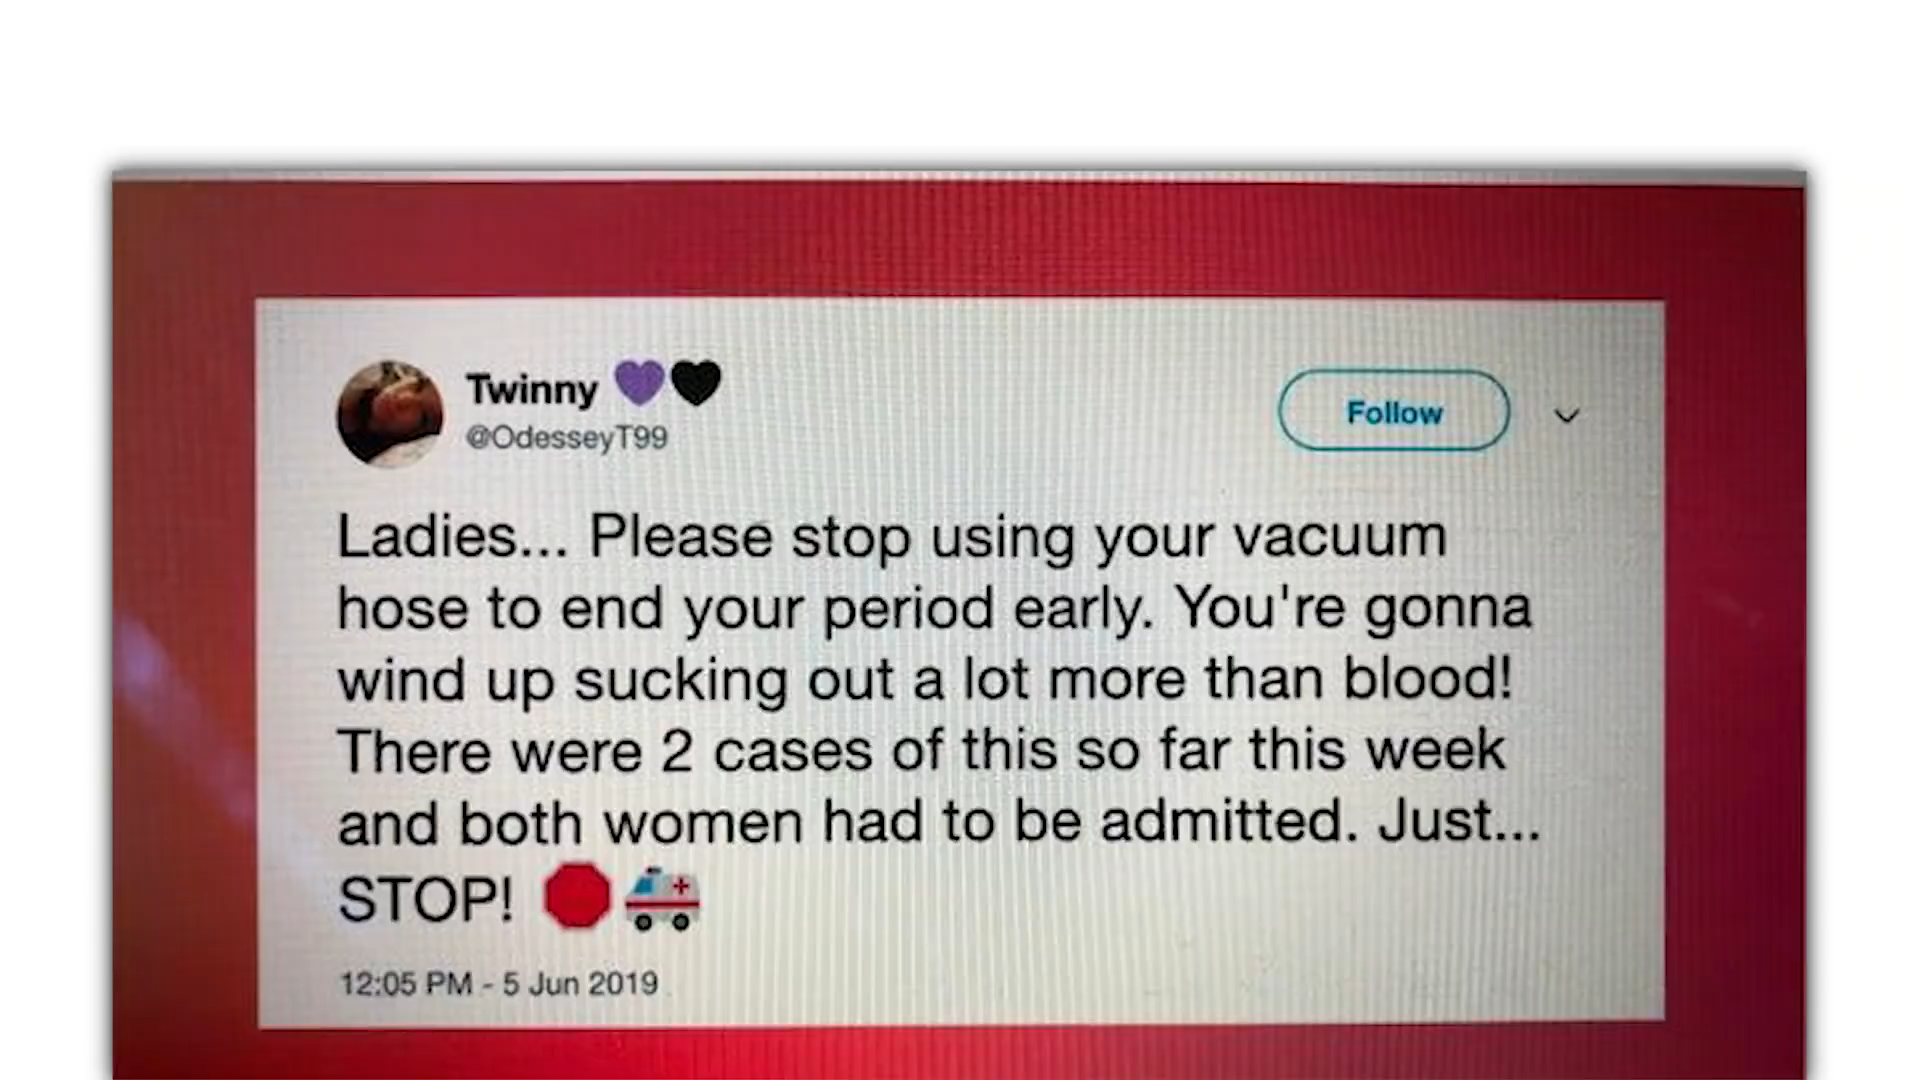 Twinny 💜🖤
@OdesseyT99
Follow
Ladies... Please stop using your vacuum
hose to end your period early. You're gonna
wind up sucking out a lot more than blood!
There were 2 cases of this so far this week
and both women had to be admitted. Just...
STOP! 🛑🚑
12:05 PM - 5 Jun 2019